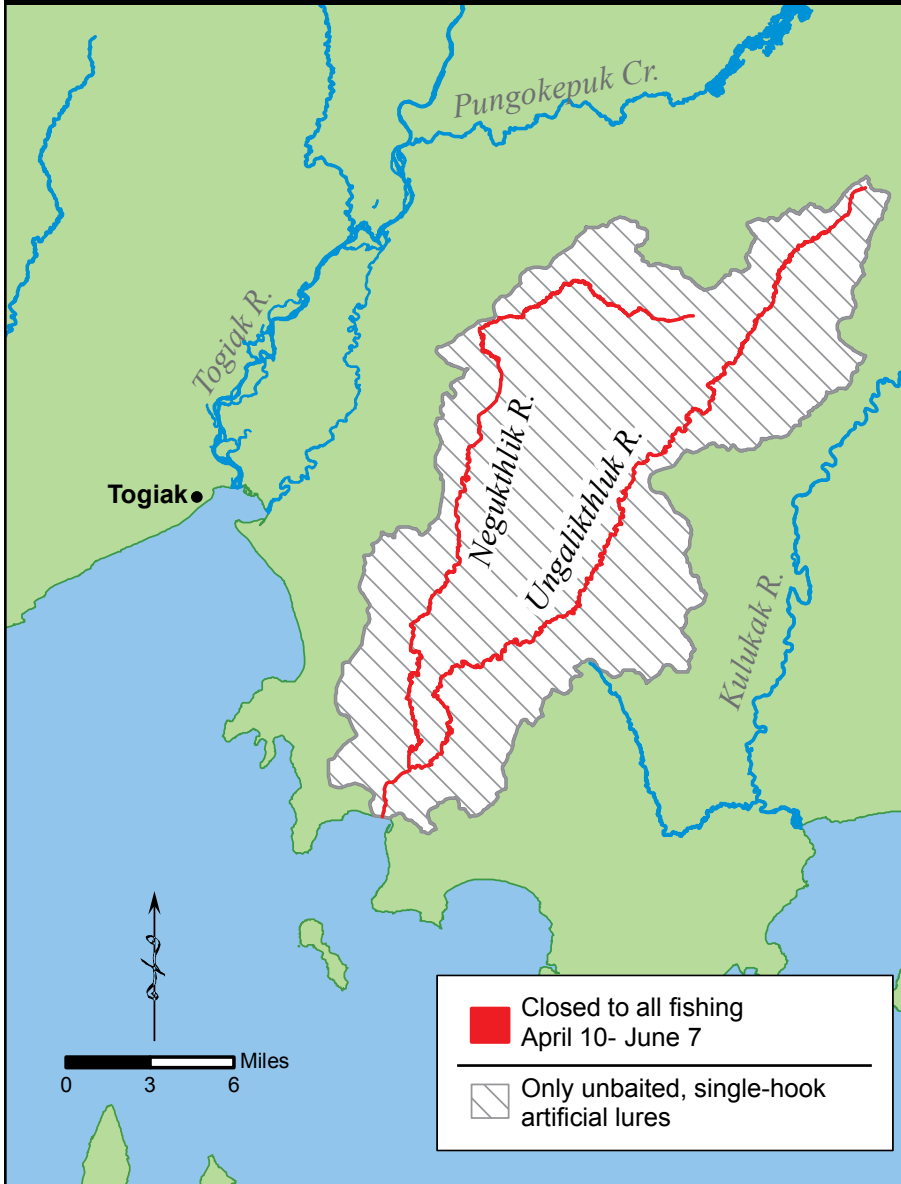 Pungokepuk Cr.
Togiak R.
Togiak
Negukthlik R.
Ungalikthluk R.
Kulukak R.
Miles
0 3 6
Closed to all fishing
April 10- June 7
Only unbaited, single-hook
artificial lures